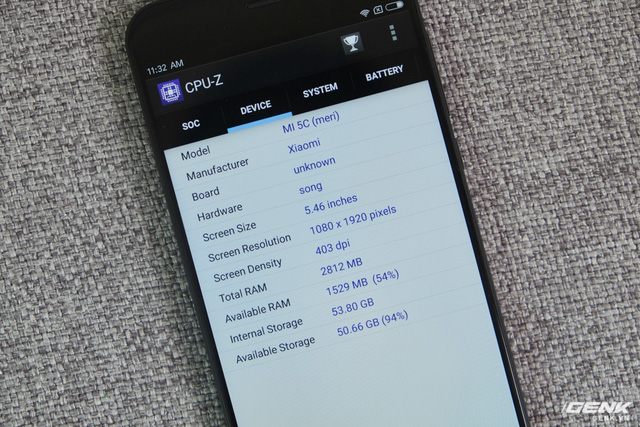 11:32 AM
CPU-Z
SOC DEVICE SYSTEM BATTERY
Model MI 5C (meri)
Manufacturer Xiaomi
Board unknown
Hardware song
Screen Size 5.46 inches
Screen Resolution 1080 x 1920 pixels
Screen Density 403 dpi
Total RAM 2812 MB
Available RAM 1529 MB (54%)
Internal Storage 53.80 GB
Available Storage 50.66 GB (94%)
GENK
GENK.VN